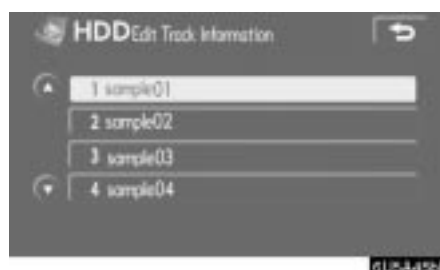 HDD Edit Track Information
1 sample01
2 sample02
3 sample03
4 sample04